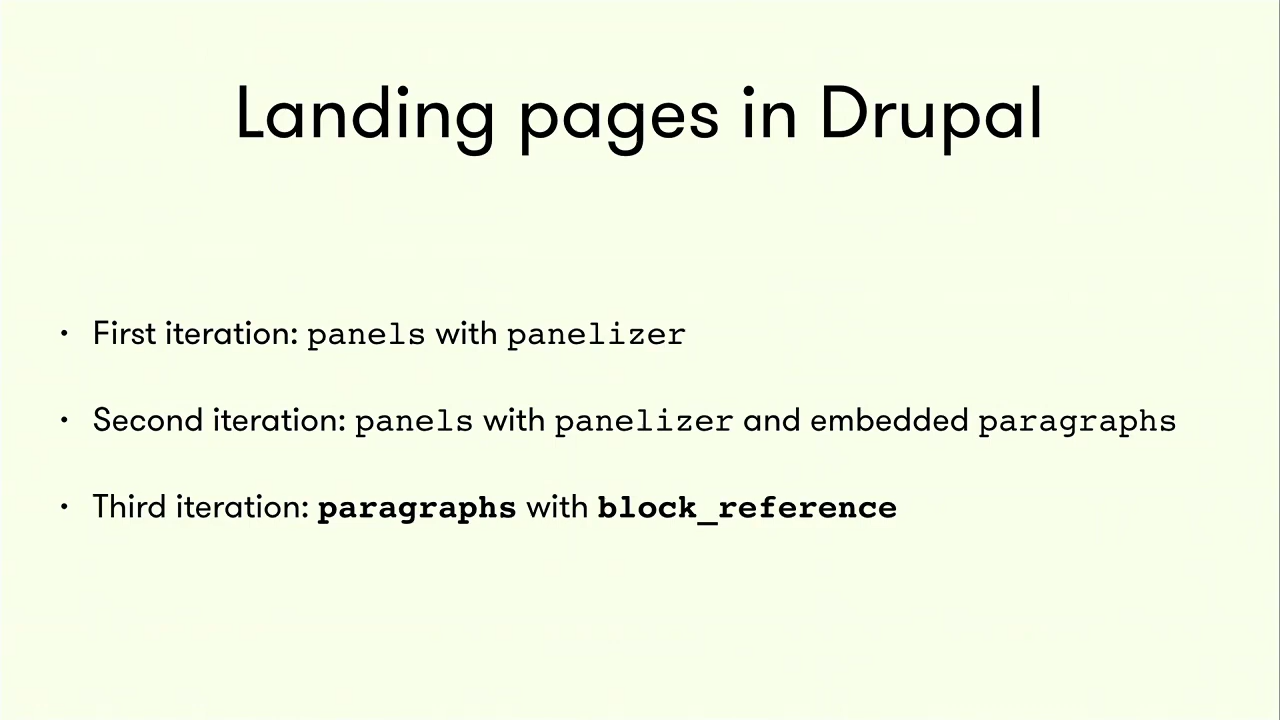 Landing pages in Drupal
• First iteration: panels with panelizer
• Second iteration: panels with panelizer and embedded paragraphs
• Third iteration: paragraphs with block_reference